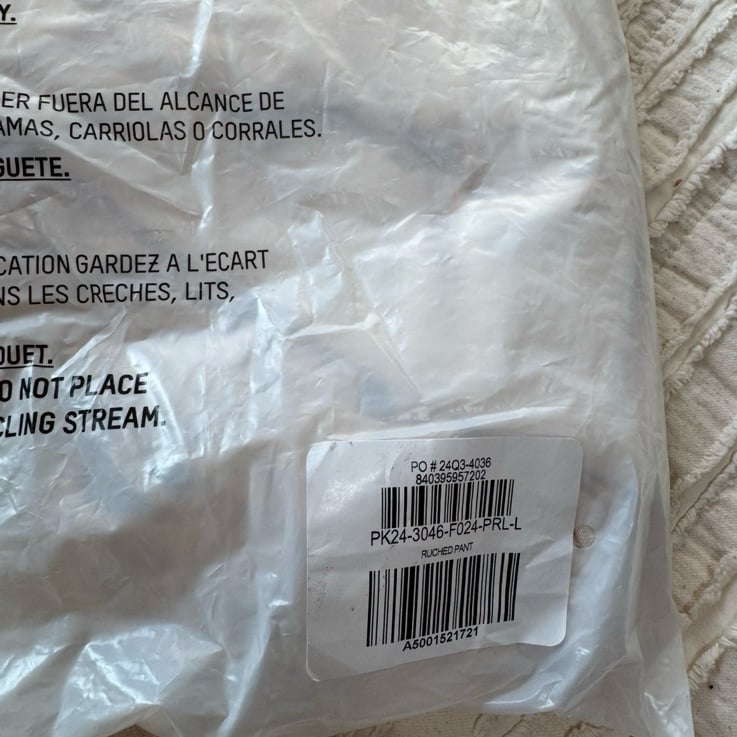 Y.
ER FUERA DEL ALCANCE DE
AMAS, CARRIOLAS O CORRALES.
GUETE.
CATION GARDEZ A L'ECART
NS LES CRECHES, LITS,
OUET.
O NOT PLACE
CLING STREAM.
PO # 24Q3-4036
840395957202
PK24-3046-F024-PRL-L
RUCHED PANT
A5001521721